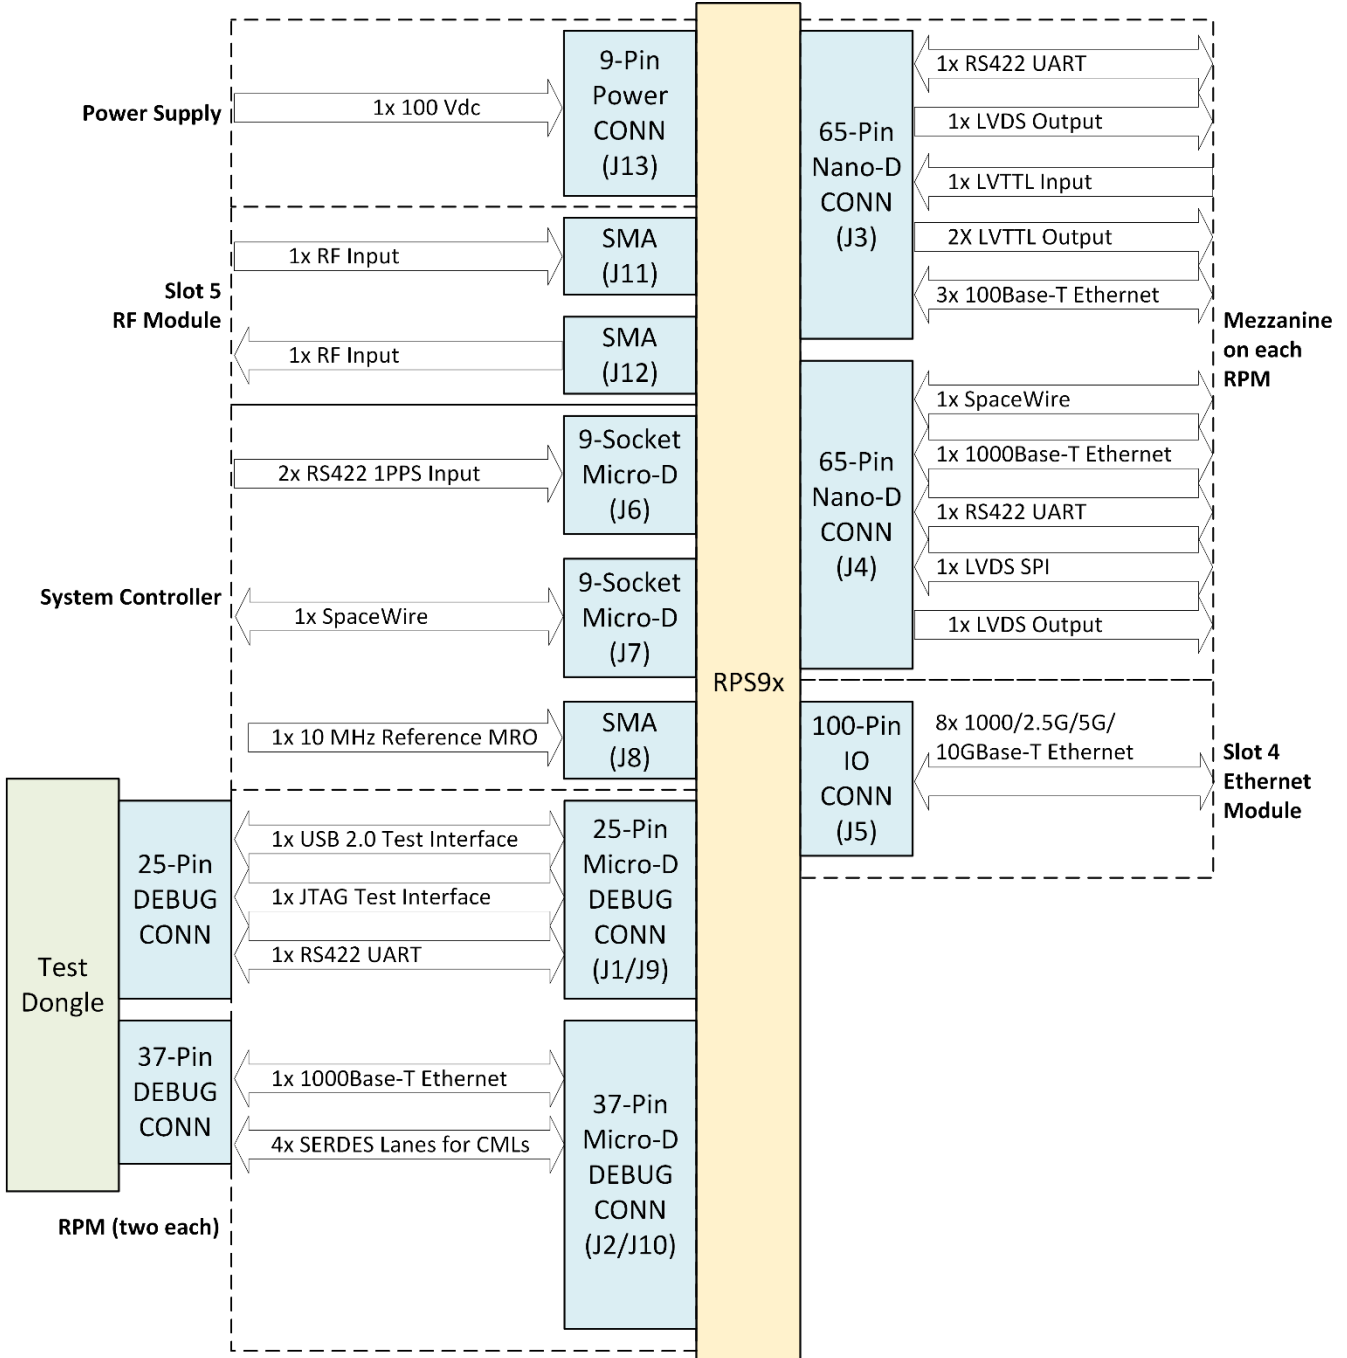 Power Supply
1x 100 Vdc
9-Pin
Power
CONN
(J13)
Slot 5
RF Module
1x RF Input
SMA
(J11)
1x RF Input
SMA
(J12)
System Controller
2x RS422 1PPS Input
9-Socket
Micro-D
(J6)
1x SpaceWire
9-Socket
Micro-D
(J7)
1x 10 MHz Reference MRO
SMA
(J8)
Test
Dongle
25-Pin
DEBUG
CONN
1x USB 2.0 Test Interface
1x JTAG Test Interface
1x RS422 UART
25-Pin
Micro-D
DEBUG
CONN
(J1/J9)
37-Pin
DEBUG
CONN
1x 1000Base-T Ethernet
4x SERDES Lanes for CMLs
37-Pin
Micro-D
DEBUG
CONN
(J2/J10)
RPM (two each)
RPS9x
65-Pin
Nano-D
CONN
(J3)
1x RS422 UART
1x LVDS Output
1x LVTTL Input
2X LVTTL Output
3x 100Base-T Ethernet
Mezzanine
on each
RPM
65-Pin
Nano-D
CONN
(J4)
1x SpaceWire
1x 1000Base-T Ethernet
1x RS422 UART
1x LVDS SPI
1x LVDS Output
100-Pin
IO
CONN
(J5)
8x 1000/2.5G/5G/
10GBase-T Ethernet
Slot 4
Ethernet
Module